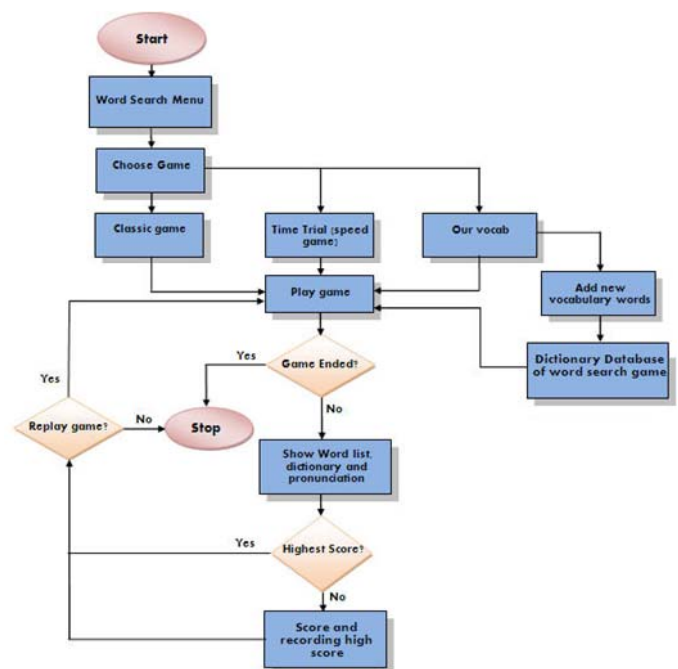 Start
Word Search Menu
Choose Game
Classic game
Time Trial (speed
game)
Our vocab
Play game
Add new
vocabulary words
Yes
Game Ended?
Dictionary Database
of word search game
Yes
Replay game?
No
Stop
No
Show Word list,
dictionary and
pronunciation
Yes
Highest Score?
No
Score and
recording high
score